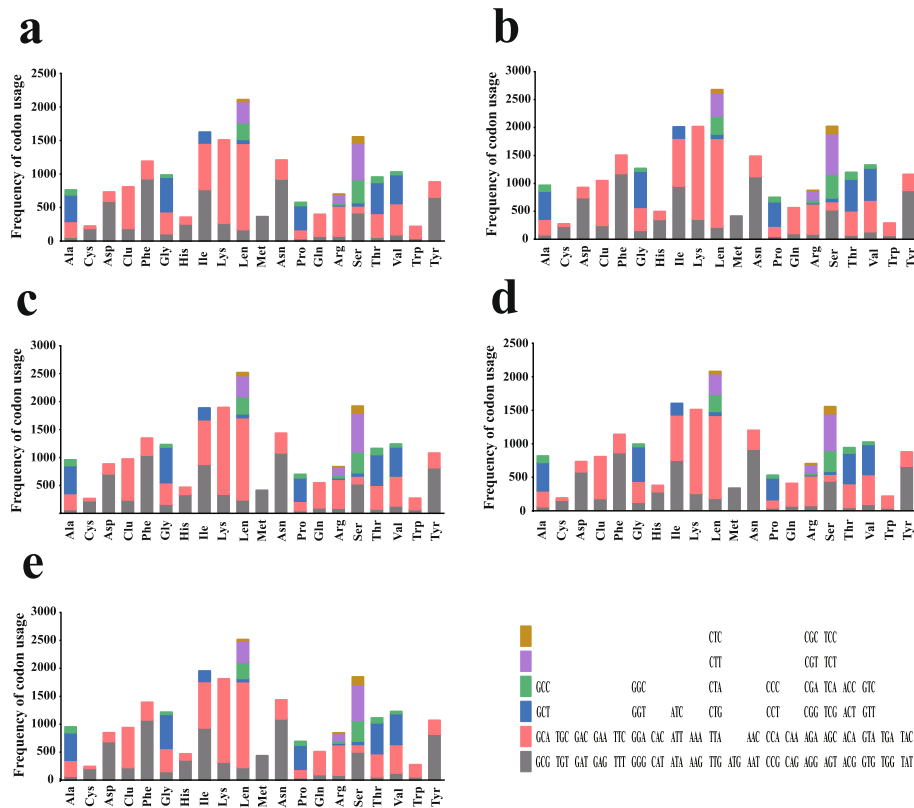 a
Frequency of codon usage
2500
2000
1500
1000
500
0
Ala Cys Asp Clu Phe Gly His Ile Lys Len Met Asn Pro Gln Arg Ser Thr Val Trp Tyr
b
Frequency of codon usage
3000
2500
2000
1500
1000
500
0
Ala Cys Asp Clu Phe Gly His Ile Lys Len Met Asn Pro Gln Arg Ser Thr Val Trp Tyr
c
Frequency of codon usage
3000
2500
2000
1500
1000
500
Ala Cys Asp Clu Phe Gly His Ile Lys Len Met Asn Pro Gln Arg Ser Thr Val Trp Tyr
d
Frequency of codon usage
2500
2000
1500
1000
500
0
Ala Cys Asp Clu Phe Gly His Ile Lys Len Met Asn Pro Gln Arg Ser Thr Val Trp Tyr
e
Frequency of codon usage
3000
2500
2000
1500
1000
500
0
Ala Cys Asp Clu Phe Gly His Ile Lys Len Met Asn Pro Gln Arg Ser Thr Val Trp Tyr
CTC CGC TCC
CTT CGT TCT
GCC GGC CTA CCC CGA TCA ACC GTC
GCT GGT ATC CTG CCT CGG TCG ACT GTT
GCA TGC GAC GAA TTC GGA CAC ATT AAA TTA AAC CCA CAA AGA AGC ACA GTA TGA TAC
GCG TGT GAT GAG TTT GGG CAT ATA AAG TTG ATG AAT CCG CAG AGG AGT ACG GTG TGG TAT